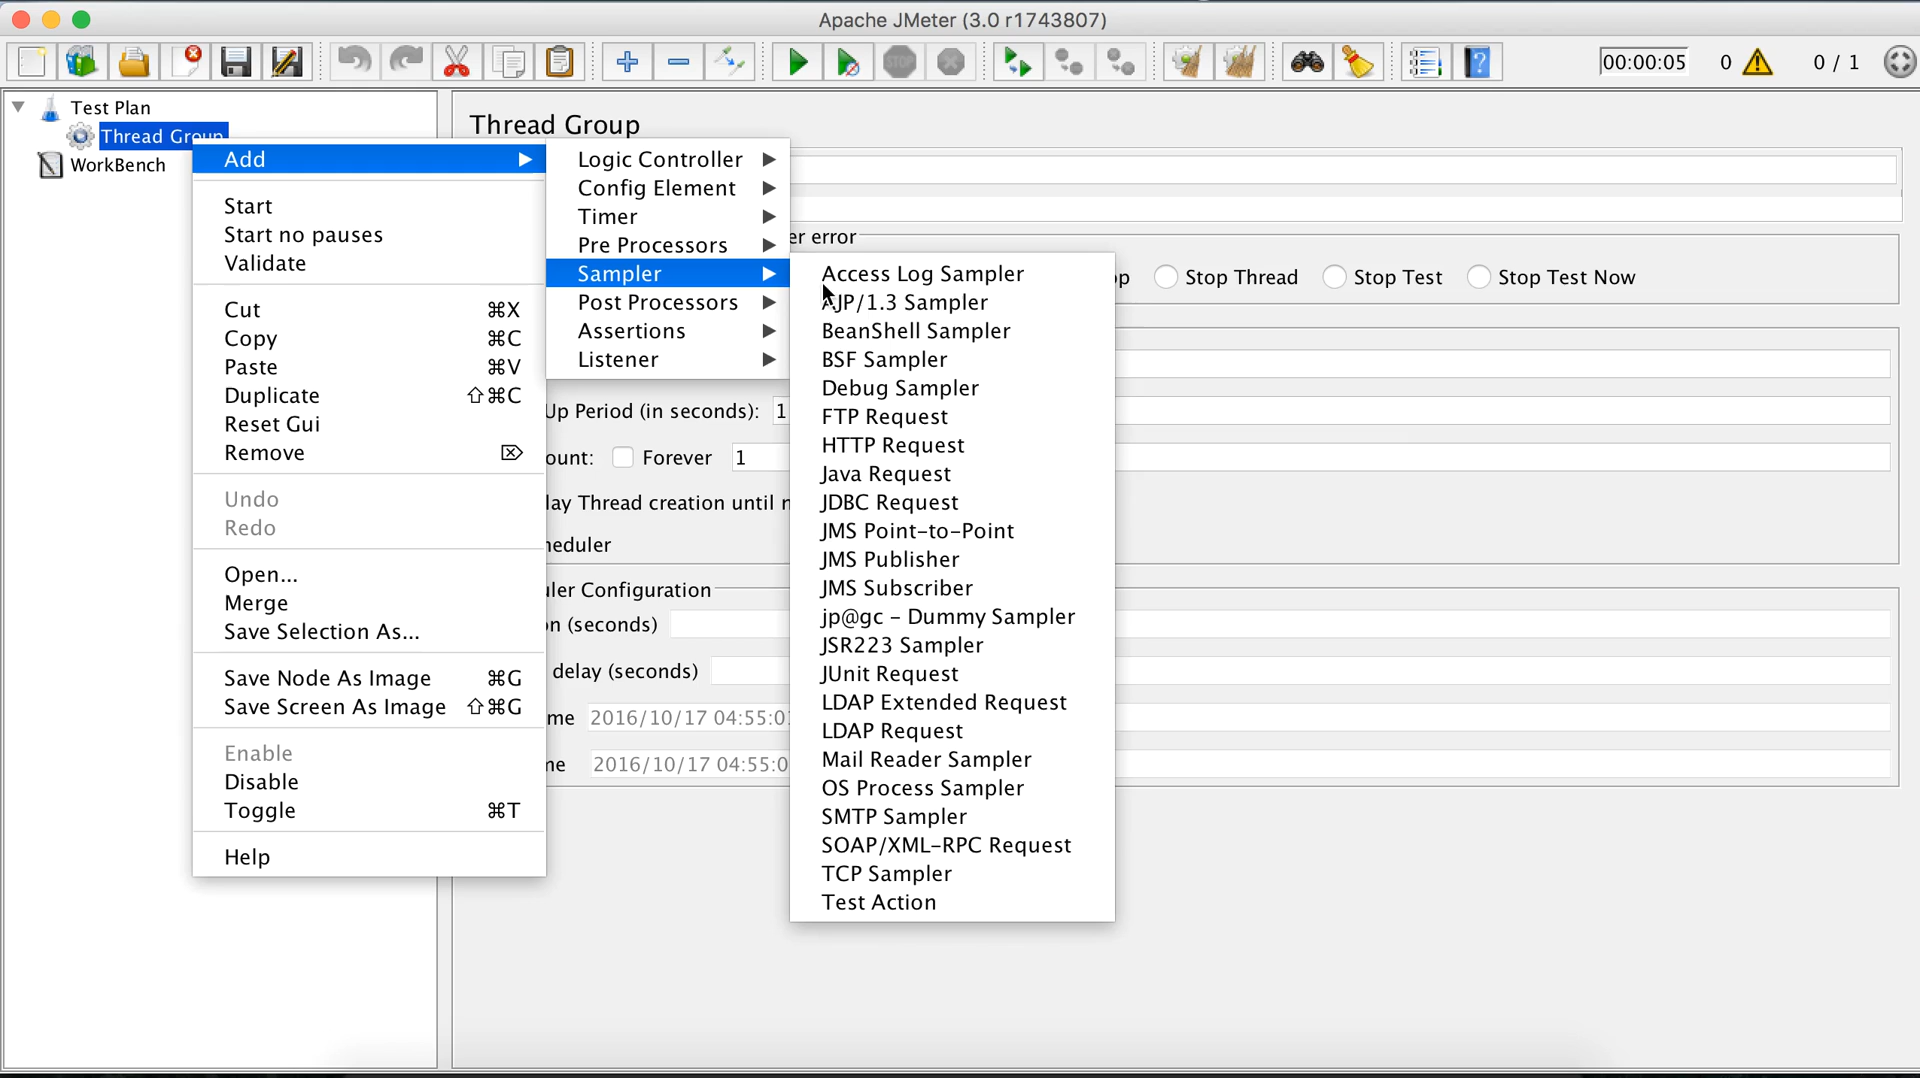 Apache JMeter (3.0 r1743807)
STOP
00:00:05 0 0 / 1
Test Plan
Thread Group
WorkBench
Add
Start
Start no pauses
Validate
Cut ⌘X
Copy ⌘C
Paste ⌘V
Duplicate ⇧⌘C
Reset Gui
Remove ⌦
Undo
Redo
Open...
Merge
Save Selection As...
Save Node As Image ⌘G
Save Screen As Image ⇧⌘G
Enable
Disable
Toggle ⌘T
Help
Logic Controller
Config Element
Timer
Pre Processors
Sampler
Post Processors
Assertions
Listener
Access Log Sampler
AJP/1.3 Sampler
BeanShell Sampler
BSF Sampler
Debug Sampler
FTP Request
HTTP Request
Java Request
JDBC Request
JMS Point-to-Point
JMS Publisher
JMS Subscriber
jp@gc - Dummy Sampler
JSR223 Sampler
JUnit Request
LDAP Extended Request
LDAP Request
Mail Reader Sampler
OS Process Sampler
SMTP Sampler
SOAP/XML-RPC Request
TCP Sampler
Test Action
Thread Group
er error
op Stop Thread Stop Test Stop Test Now
Up Period (in seconds): 1
ount: Forever 1
lay Thread creation until n
heduler
uler Configuration
on (seconds)
delay (seconds)
me 2016/10/17 04:55:01
me 2016/10/17 04:55:0